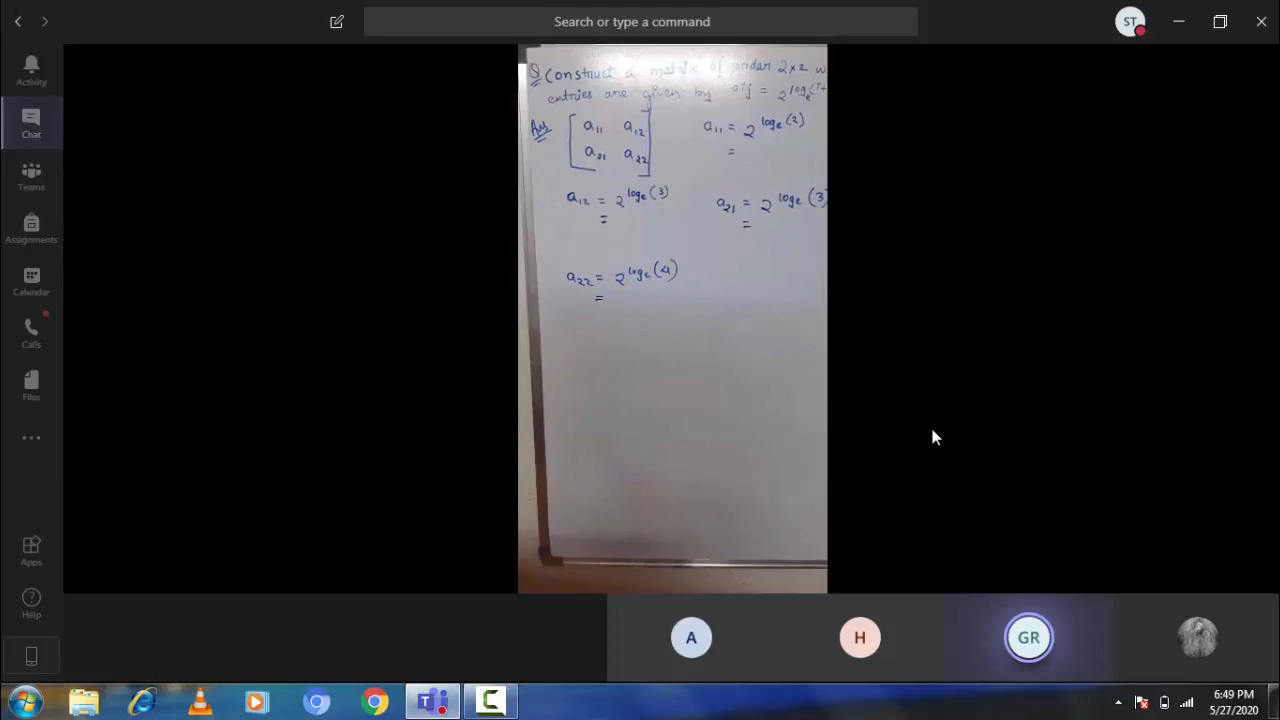 Search or type a command
ST
Activity
Chat
Teams
Assignments
Calendar
Calls
Files
Apps
Help
Q Construct a matrix of order 2x2 w
entries are given by aij = 2^loge(i+
Ans [a11 a12
a21 a22]
a11 = 2^loge(2)
=
a12 = 2^loge(3)
=
a21 = 2^loge(3)
=
a22 = 2^loge(4)
=
A
H
GR
6:49 PM
5/27/2020